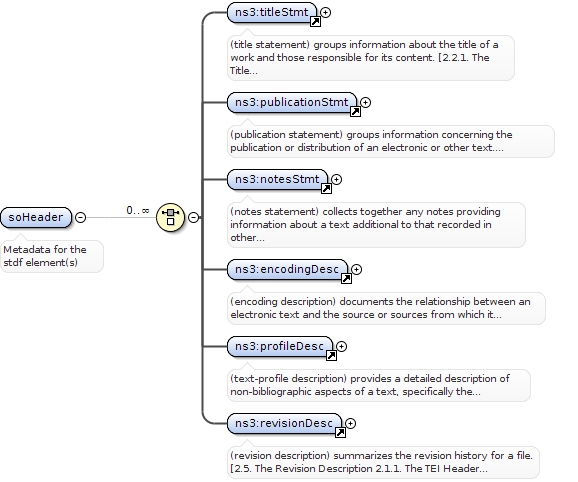 ns3:titleStmt
(title statement) groups information about the title of a
work and those responsible for its content. [2.2.1. The
Title...
ns3:publicationStmt
(publication statement) groups information concerning the
publication or distribution of an electronic or other text....
ns3:notesStmt
(notes statement) collects together any notes providing
information about a text additional to that recorded in
other...
soHeader
0..∞
Metadata for the
stdf element(s)
ns3:encodingDesc
(encoding description) documents the relationship between an
electronic text and the source or sources from which it...
ns3:profileDesc
(text-profile description) provides a detailed description of
non-bibliographic aspects of a text, specifically the...
ns3:revisionDesc
(revision description) summarizes the revision history for a file.
[2.5. The Revision Description 2.1.1. The TEI Header...